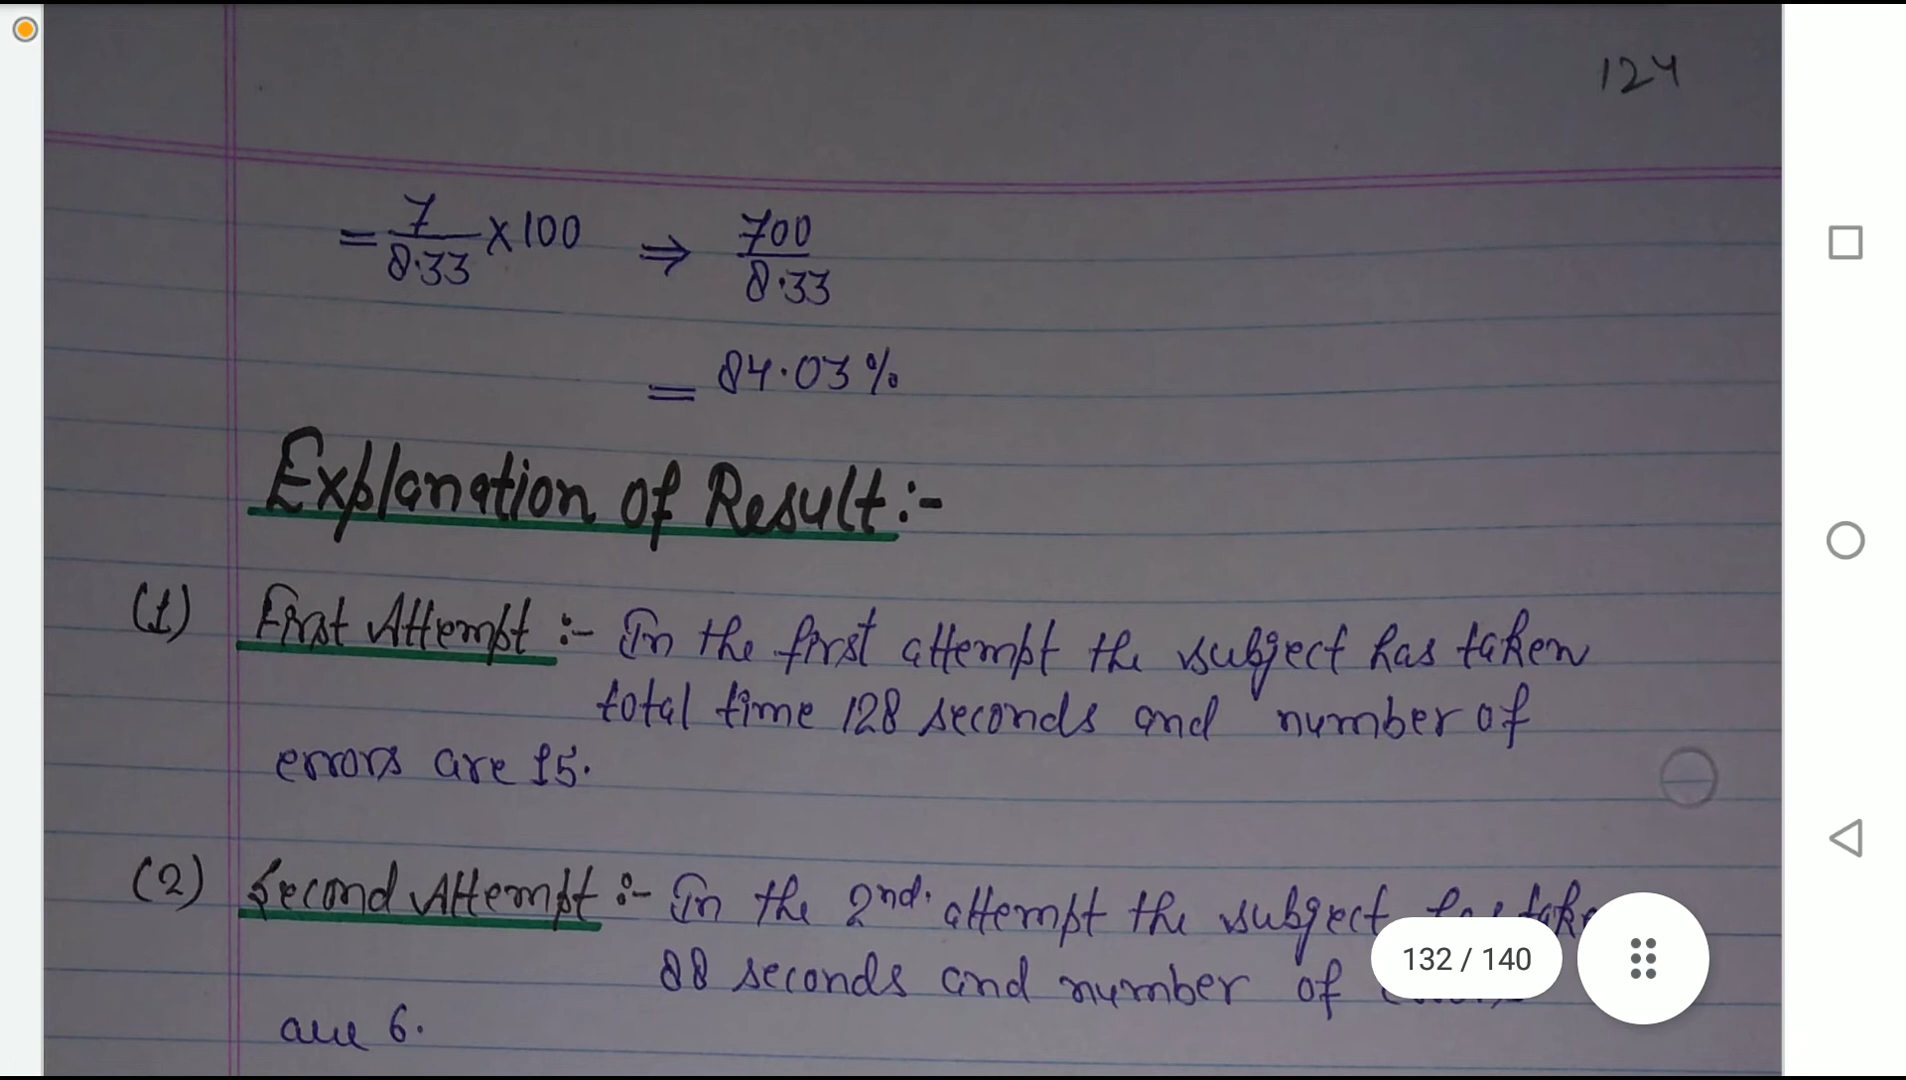 124
= 7/8.33 × 100 ⇒ 700/8.33
= 84.03%
Explanation of Result:-
(1) First Attempt :- In the first attempt the subject has taken
total time 128 seconds and number of
errors are 15.
(2) Second Attempt :- In the 2nd. attempt the subject
88 seconds and number of
132 / 140
are 6.